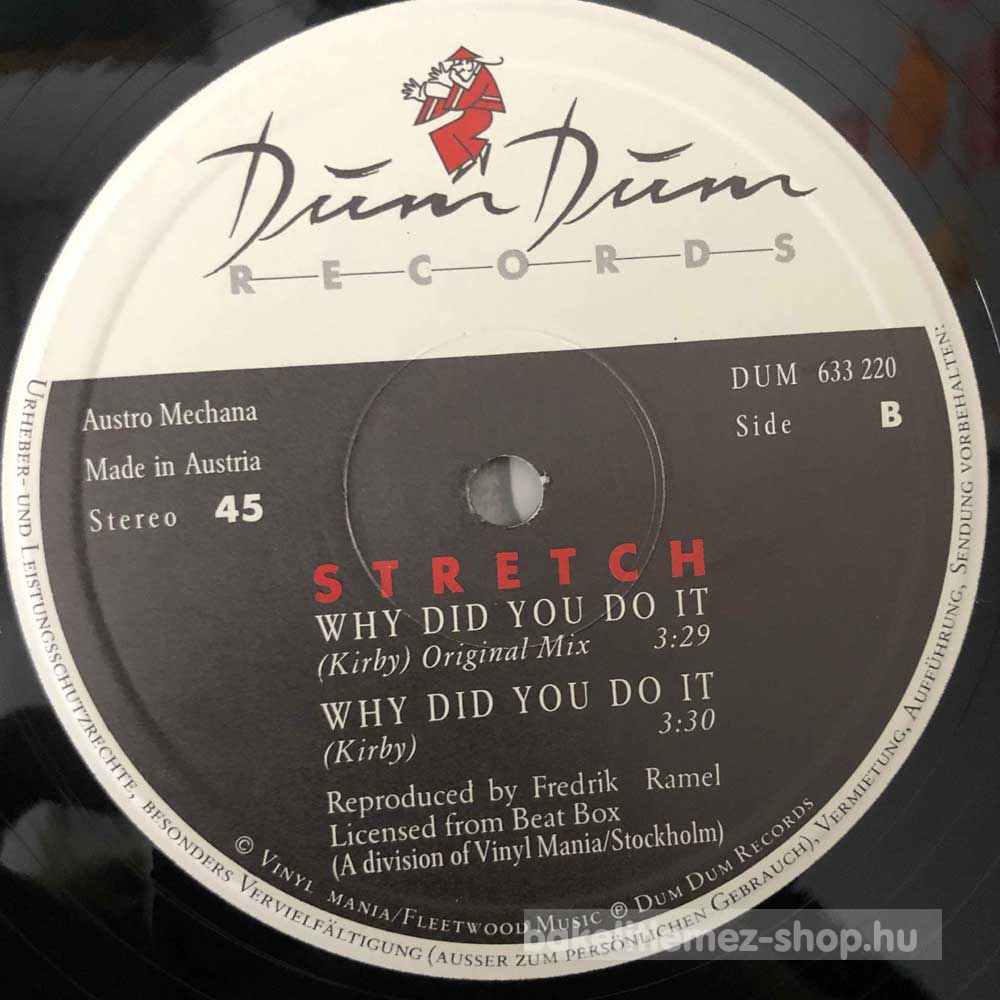 Dum Dum
RECORDS
Austro Mechana
Made in Austria
Stereo 45
DUM 633 220
Side B
STRETCH
WHY DID YOU DO IT
(Kirby) Original Mix 3:29
WHY DID YOU DO IT
(Kirby) 3:30
Reproduced by Fredrik Ramel
Licensed from Beat Box
(A division of Vinyl Mania/Stockholm)
© VINYL MANIA/FLEETWOOD MUSIC ℗ DUM DUM RECORDS
URHEBER- UND LEISTUNGSSCHUTZRECHTE, BESONDERS VERVIELFÄLTIGUNG (AUSSER ZUM PERSÖNLICHEN GEBRAUCH), VERMIETUNG, AUFFÜHRUNG, SENDUNG VORBEHALTEN:
bakelitlemez-shop.hu